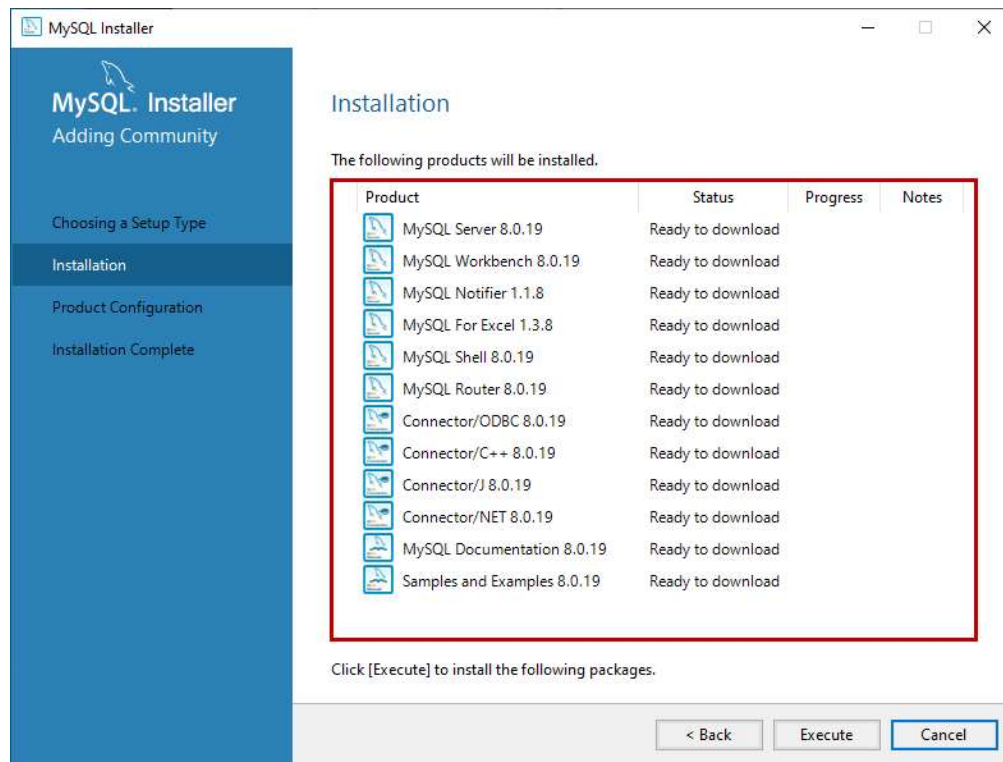 MySQL Installer
MySQL. Installer
Adding Community
Choosing a Setup Type
Installation
Product Configuration
Installation Complete
Installation
The following products will be installed.
Product Status Progress Notes
MySQL Server 8.0.19 Ready to download
MySQL Workbench 8.0.19 Ready to download
MySQL Notifier 1.1.8 Ready to download
MySQL For Excel 1.3.8 Ready to download
MySQL Shell 8.0.19 Ready to download
MySQL Router 8.0.19 Ready to download
Connector/ODBC 8.0.19 Ready to download
Connector/C++ 8.0.19 Ready to download
Connector/J 8.0.19 Ready to download
Connector/NET 8.0.19 Ready to download
MySQL Documentation 8.0.19 Ready to download
Samples and Examples 8.0.19 Ready to download
Click [Execute] to install the following packages.
< Back Execute Cancel